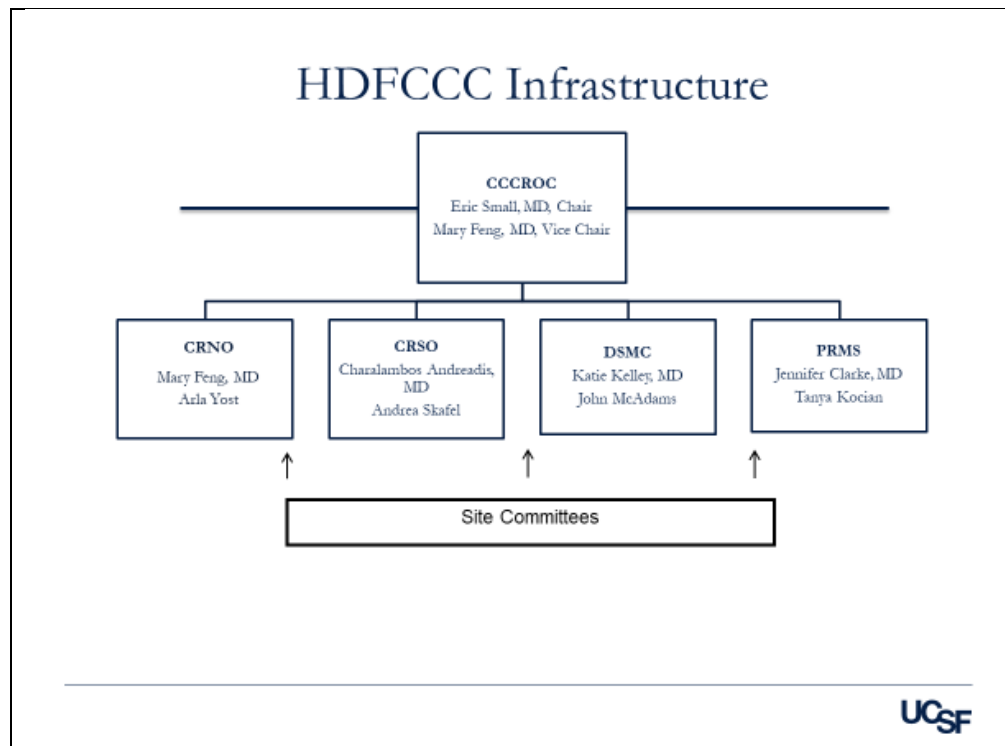 HDFCCC Infrastructure
CCCROC
Eric Small, MD, Chair
Mary Feng, MD, Vice Chair
CRNO
Mary Feng, MD
Arla Yost
CRSO
Charalambos Andreadis,
MD
Andrea Skafel
DSMC
Katie Kelley, MD
John McAdams
PRMS
Jennifer Clarke, MD
Tanya Kocian
Site Committees
UCSF